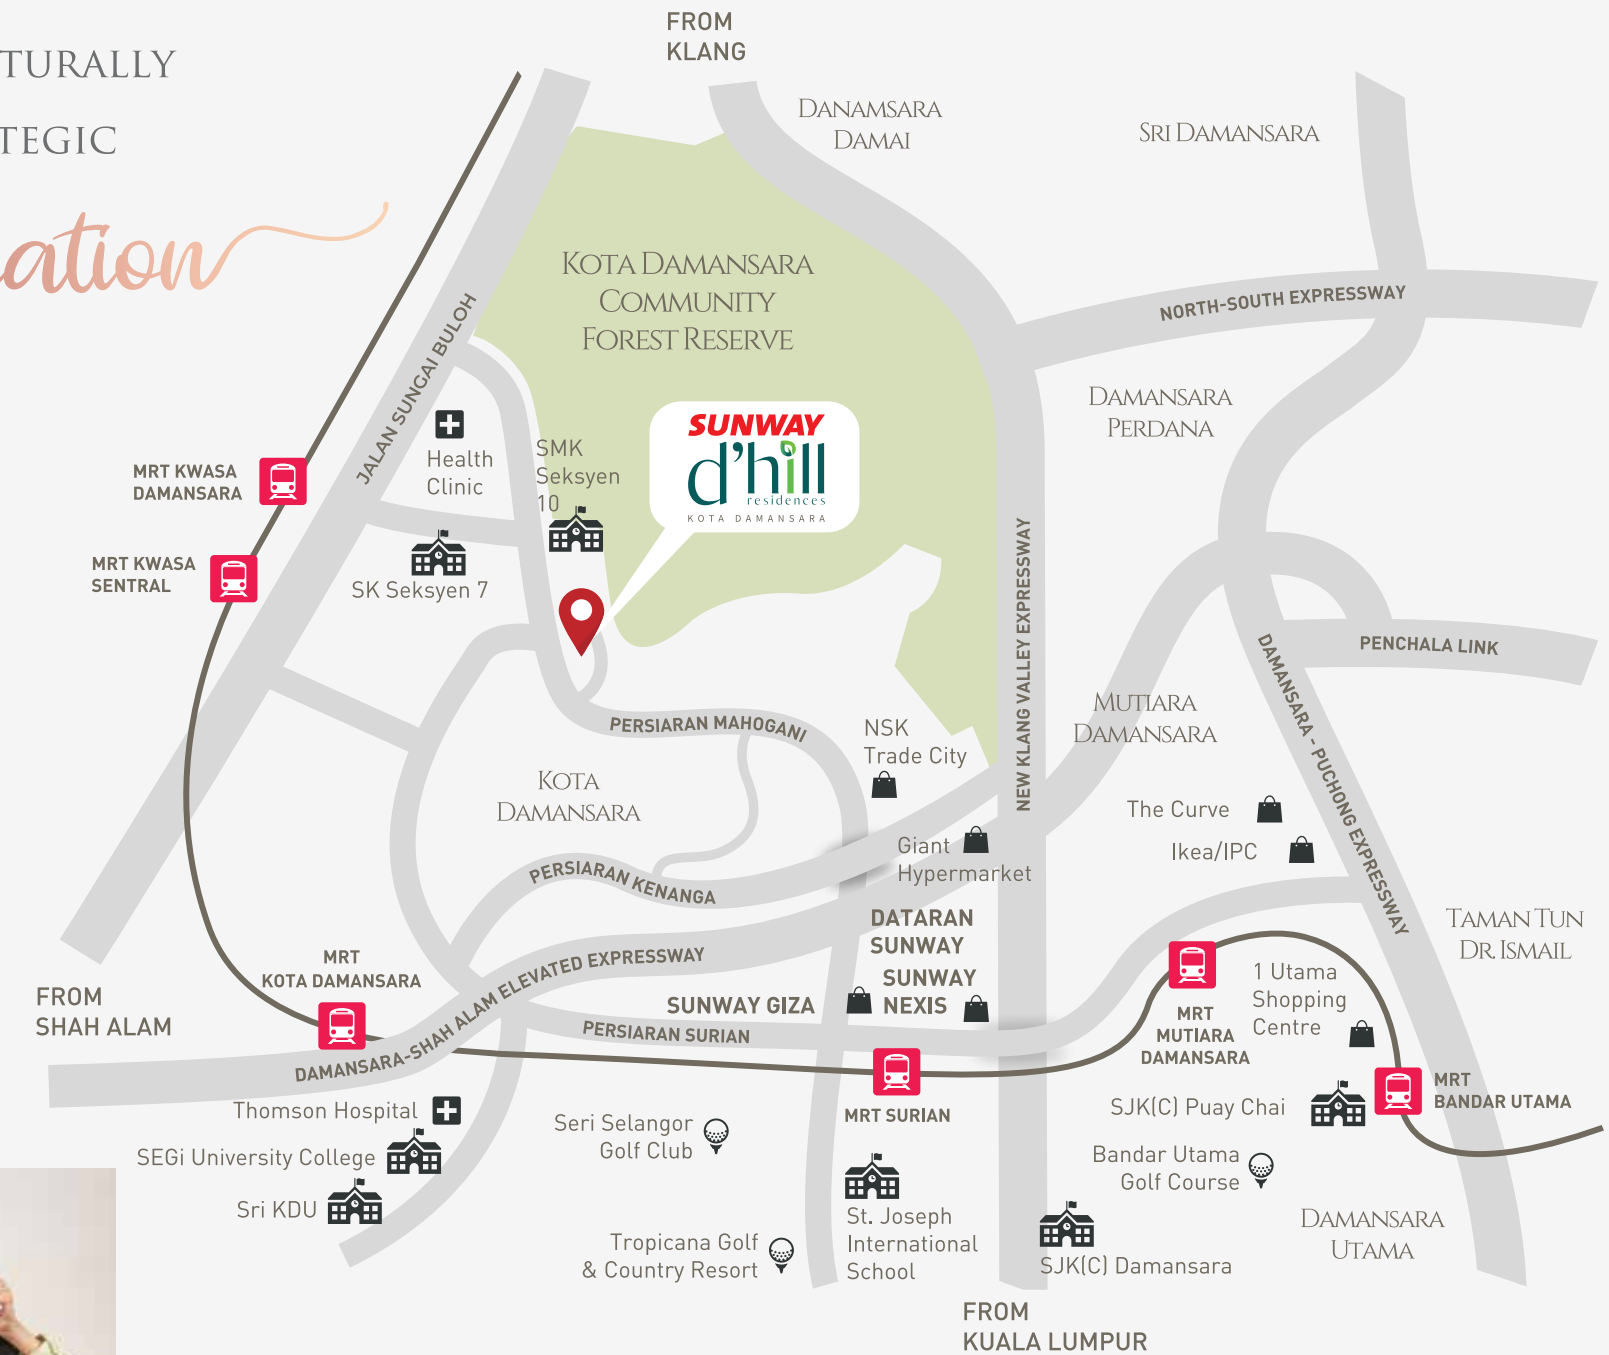 TURALLY
TEGIC
ation
FROM
KLANG
DANAMSARA
DAMAI
SRI DAMANSARA
KOTA DAMANSARA
COMMUNITY
FOREST RESERVE
NORTH-SOUTH EXPRESSWAY
JALAN SUNGAI BULOH
DAMANSARA
PERDANA
SUNWAY
d'hill
residences
KOTA DAMANSARA
Health
Clinic
SMK
Seksyen
10
MRT KWASA
DAMANSARA
MRT KWASA
SENTRAL
SK Seksyen 7
NEW KLANG VALLEY EXPRESSWAY
PENCHALA LINK
DAMANSARA - PUCHONG EXPRESSWAY
PERSIARAN MAHOGANI
NSK
Trade City
MUTIARA
DAMANSARA
KOTA
DAMANSARA
The Curve
Ikea/IPC
Giant
Hypermarket
PERSIARAN KENANGA
DATARAN
SUNWAY
SUNWAY
NEXIS
SUNWAY GIZA
TAMAN TUN
DR. ISMAIL
MRT
KOTA DAMANSARA
DAMANSARA-SHAH ALAM ELEVATED EXPRESSWAY
PERSIARAN SURIAN
1 Utama
Shopping
Centre
FROM
SHAH ALAM
MRT
MUTIARA
DAMANSARA
MRT
BANDAR UTAMA
Thomson Hospital
SEGi University College
Sri KDU
Seri Selangor
Golf Club
MRT SURIAN
SJK(C) Puay Chai
Bandar Utama
Golf Course
Tropicana Golf
& Country Resort
St. Joseph
International
School
SJK(C) Damansara
DAMANSARA
UTAMA
FROM
KUALA LUMPUR